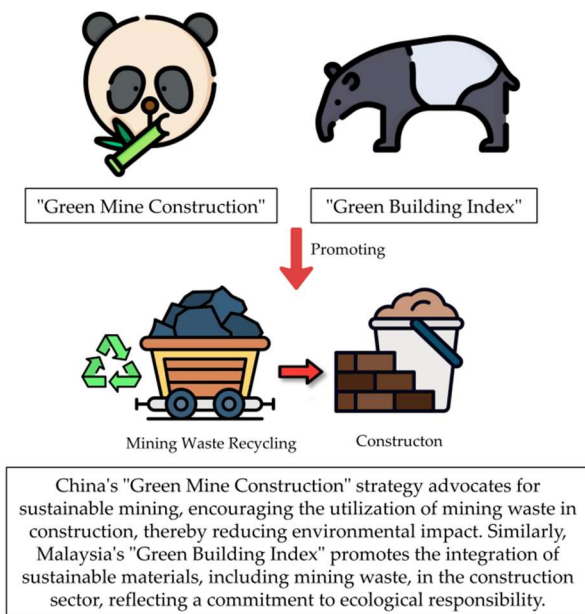 "Green Mine Construction"
"Green Building Index"
Promoting
Mining Waste Recycling
Constructon
China's "Green Mine Construction" strategy advocates for
sustainable mining, encouraging the utilization of mining waste in
construction, thereby reducing environmental impact. Similarly,
Malaysia's "Green Building Index" promotes the integration of
sustainable materials, including mining waste, in the construction
sector, reflecting a commitment to ecological responsibility.